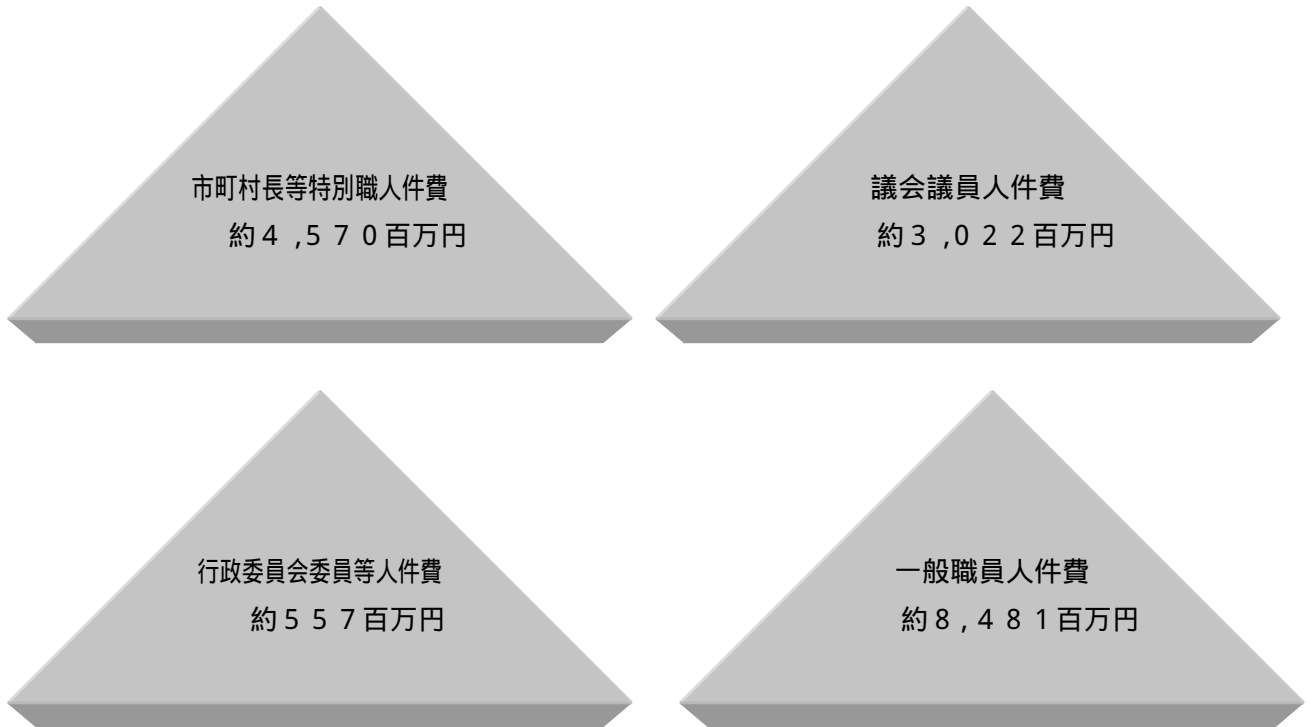 市町村長等特別職人件費
約4,570百万円
議会議員人件費
約3,022百万円
行政委員会委員等人件費
約557百万円
一般職員人件費
約8,481百万円